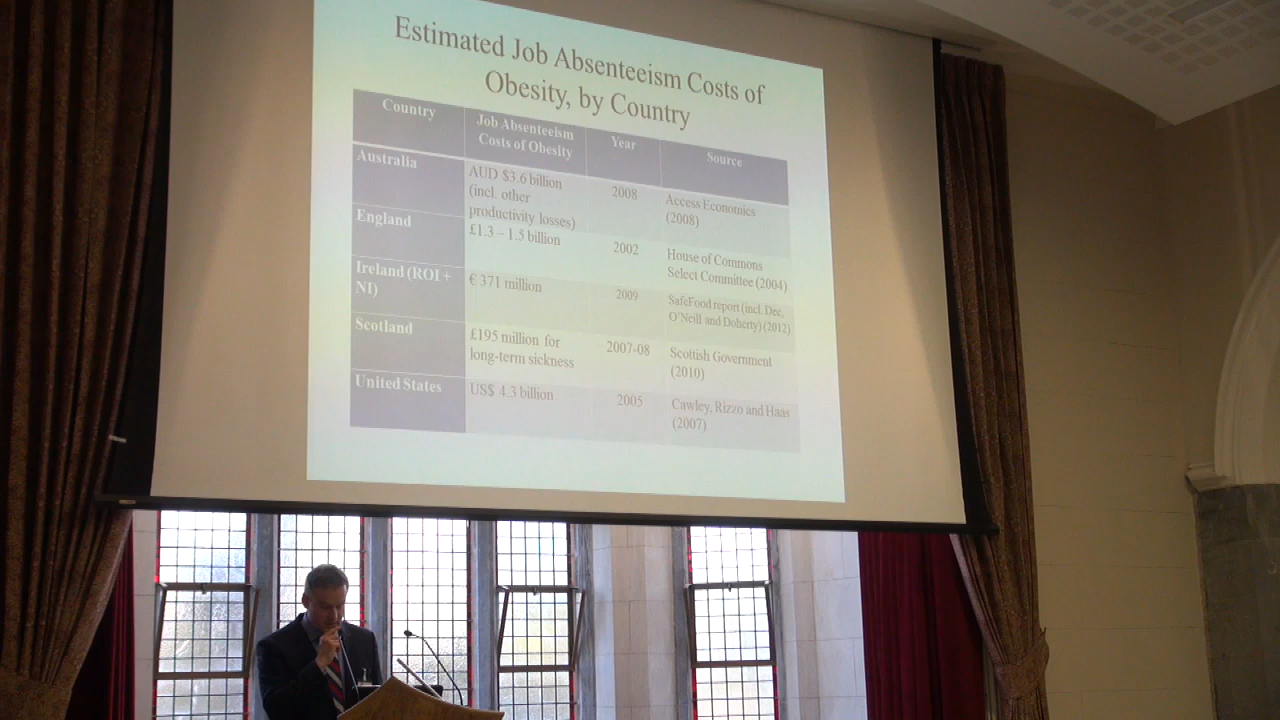 Estimated Job Absenteeism Costs of
Obesity, by Country
Country
Job Absenteeism
Costs of Obesity
Year
Source
Australia
AUD $3.6 billion
(incl. other
productivity losses)
2008
Access Economics
(2008)
England
£1.3 – 1.5 billion
2002
House of Commons
Select Committee (2004)
Ireland (ROI +
NI)
€ 371 million
2009
SafeFood report (incl. Dee,
O'Neill and Doherty) (2012)
Scotland
£195 million for
long-term sickness
2007-08
Scottish Government
(2010)
United States
US$ 4.3 billion
2005
Cawley, Rizzo and Haas
(2007)